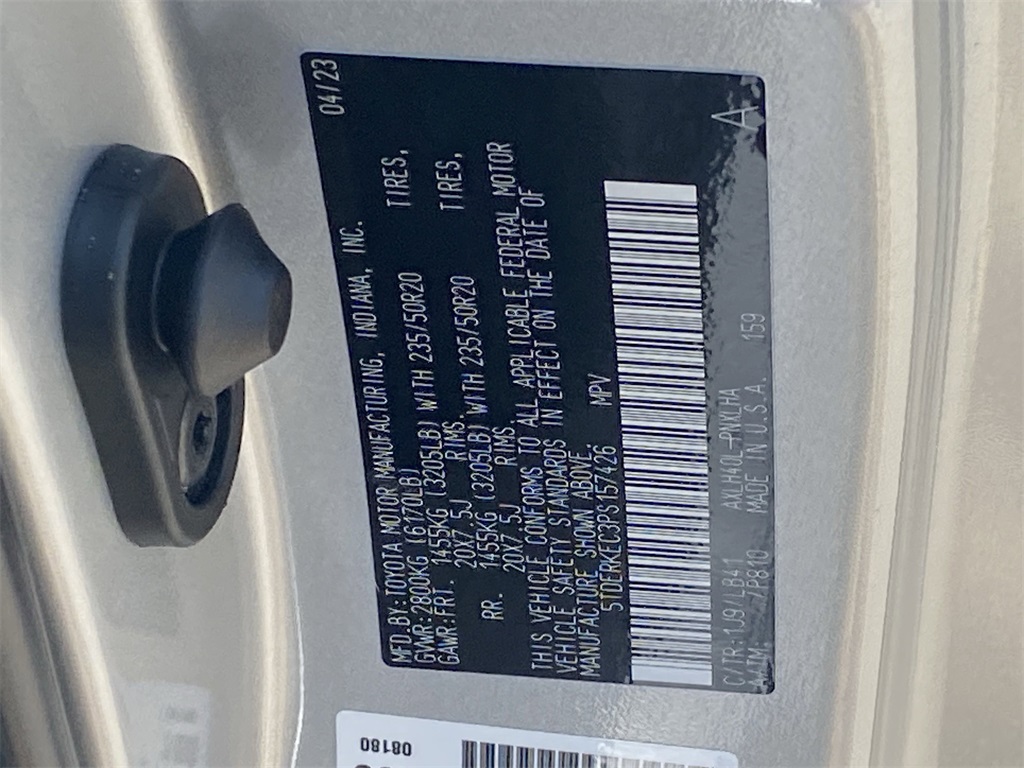 MFD.BY:TOYOTA MOTOR MANUFACTURING, INDIANA, INC. 04/23
GVWR:2800KG (6170LB)
GAWR:FRT. 1455KG (3205LB) WITH 235/50R20 TIRES,
20X7.5J RIMS.
RR. 1455KG (3205LB) WITH 235/50R20 TIRES,
20X7.5J RIMS.
THIS VEHICLE CONFORMS TO ALL APPLICABLE FEDERAL MOTOR
VEHICLE SAFETY STANDARDS IN EFFECT ON THE DATE OF
MANUFACTURE SHOWN ABOVE.
5TDERKEC3PS157426 MPV
C/TR:1J9/LB41 AXLH40L-PNXLHA 159 A
A/TM: /P810 MADE IN U.S.A.
08180